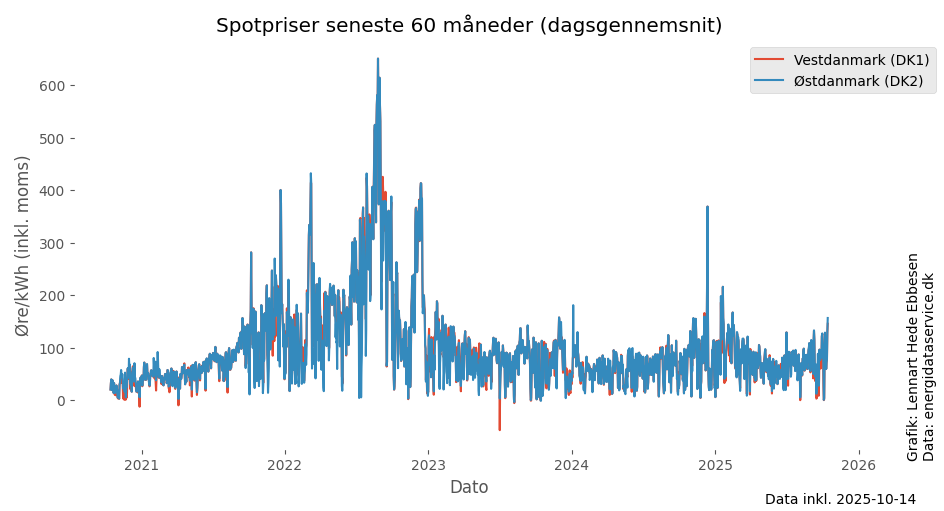 Spotpriser seneste 60 måneder (dagsgennemsnit)
Vestdanmark (DK1)
Østdanmark (DK2)
Øre/kWh (inkl. moms)
600
500
400
300
200
100
0
2021
2022
2023
2024
2025
2026
Dato
Grafik: Lennart Hede Ebbesen
Data: energidataservice.dk
Data inkl. 2025-10-14